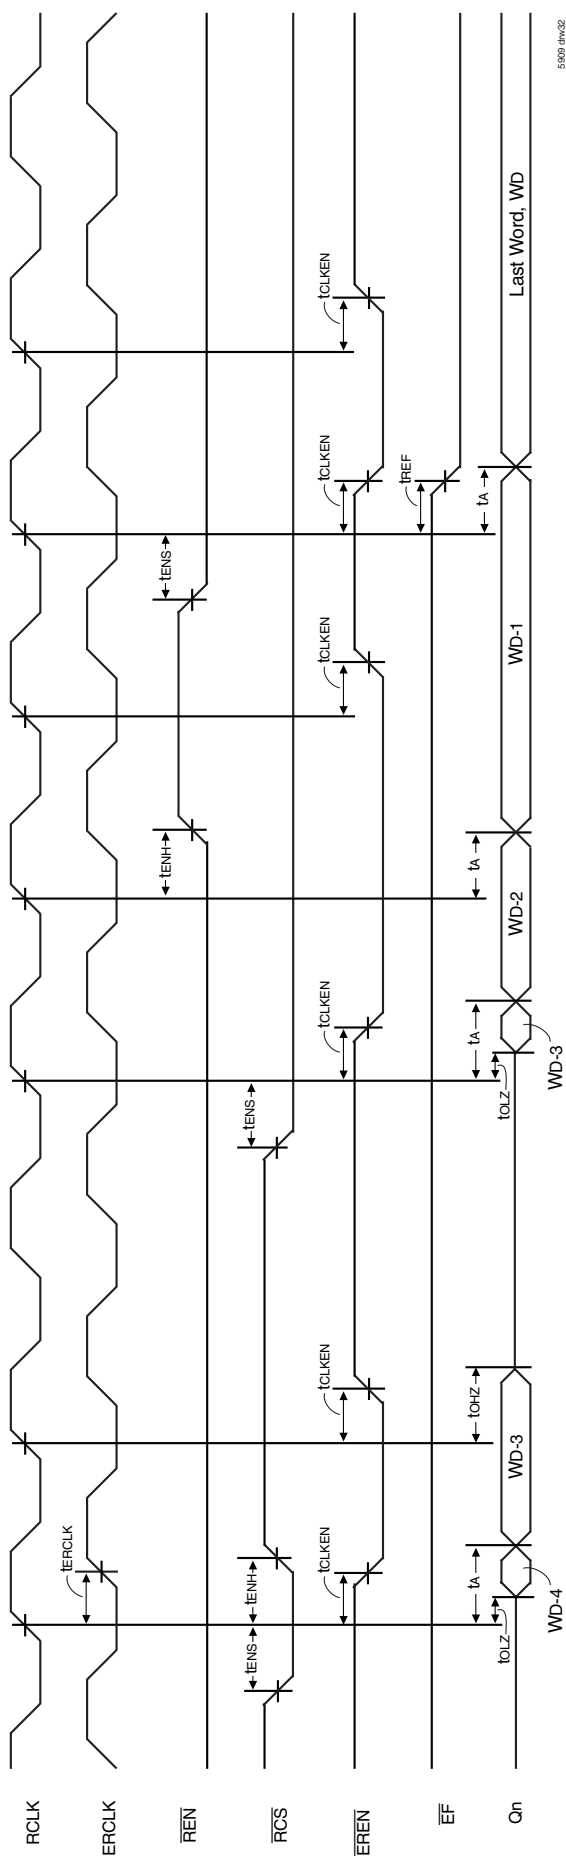 RCLK
tERCLK
ERCLK
tENH
tENS
REN
tENS
tENH
tENS
RCS
tCLKEN
tCLKEN
tCLKEN
tCLKEN
tCLKEN
tCLKEN
EREN
tREF
EF
tA
tOHZ
tA
tA
tA
tOLZ
tOLZ
Qn
WD-3
WD-2
WD-1
Last Word, WD
WD-4
WD-3
5909 drw32